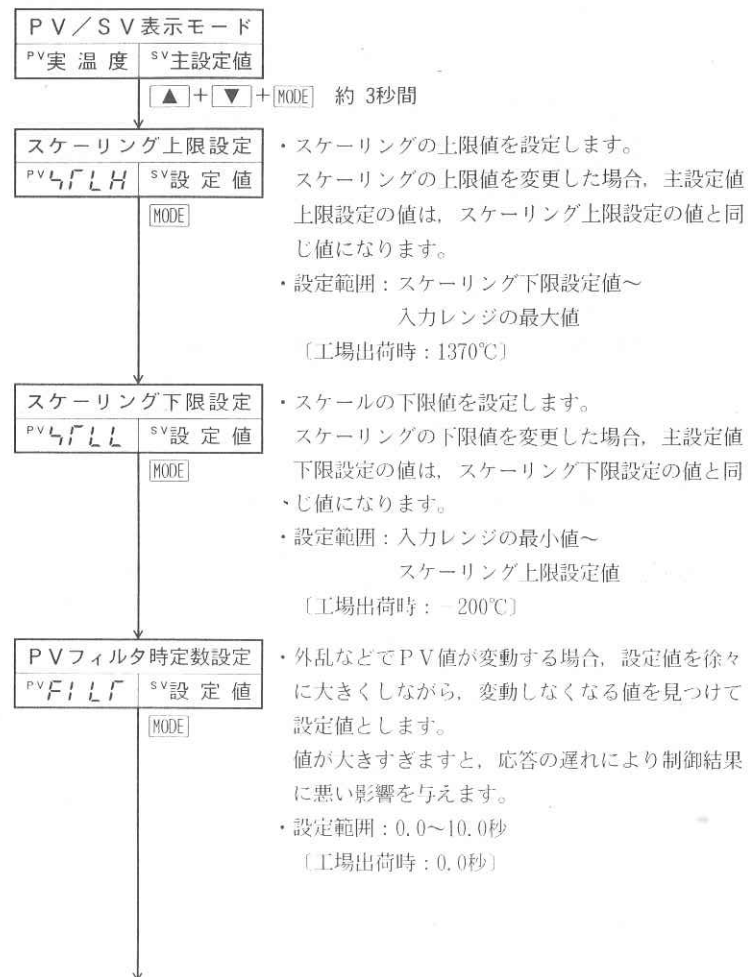 PV/SV表示モード
PV実温度 SV主設定値
▲+▼+MODE 約 3秒間
スケーリング上限設定
PV SV設定値
MODE
・スケーリングの上限値を設定します。
スケーリングの上限値を変更した場合，主設定値
上限設定の値は，スケーリング上限設定の値と同
じ値になります。
・設定範囲：スケーリング下限設定値～
入力レンジの最大値
〔工場出荷時：1370℃〕
スケーリング下限設定
PV SV設定値
MODE
・スケールの下限値を設定します。
スケーリングの下限値を変更した場合，主設定値
下限設定の値は，スケーリング下限設定の値と同
じ値になります。
・設定範囲：入力レンジの最小値～
スケーリング上限設定値
〔工場出荷時：－200℃〕
PVフィルタ時定数設定
PV SV設定値
MODE
・外乱などでPV値が変動する場合，設定値を徐々
に大きくしながら，変動しなくなる値を見つけて
設定値とします。
値が大きすぎますと，応答の遅れにより制御結果
に悪い影響を与えます。
・設定範囲：0.0～10.0秒
〔工場出荷時：0.0秒〕